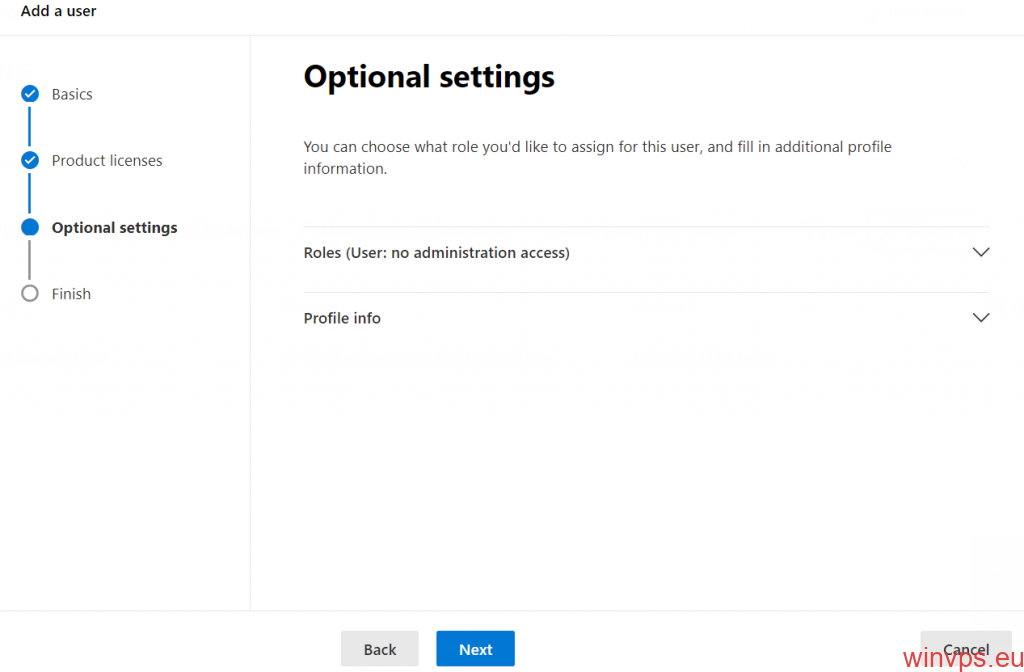 Add a user
Basics
Product licenses
Optional settings
Finish
Optional settings
You can choose what role you'd like to assign for this user, and fill in additional profile
information.
Roles (User: no administration access)
Profile info
Back
Next
Cancel
winvps.eu